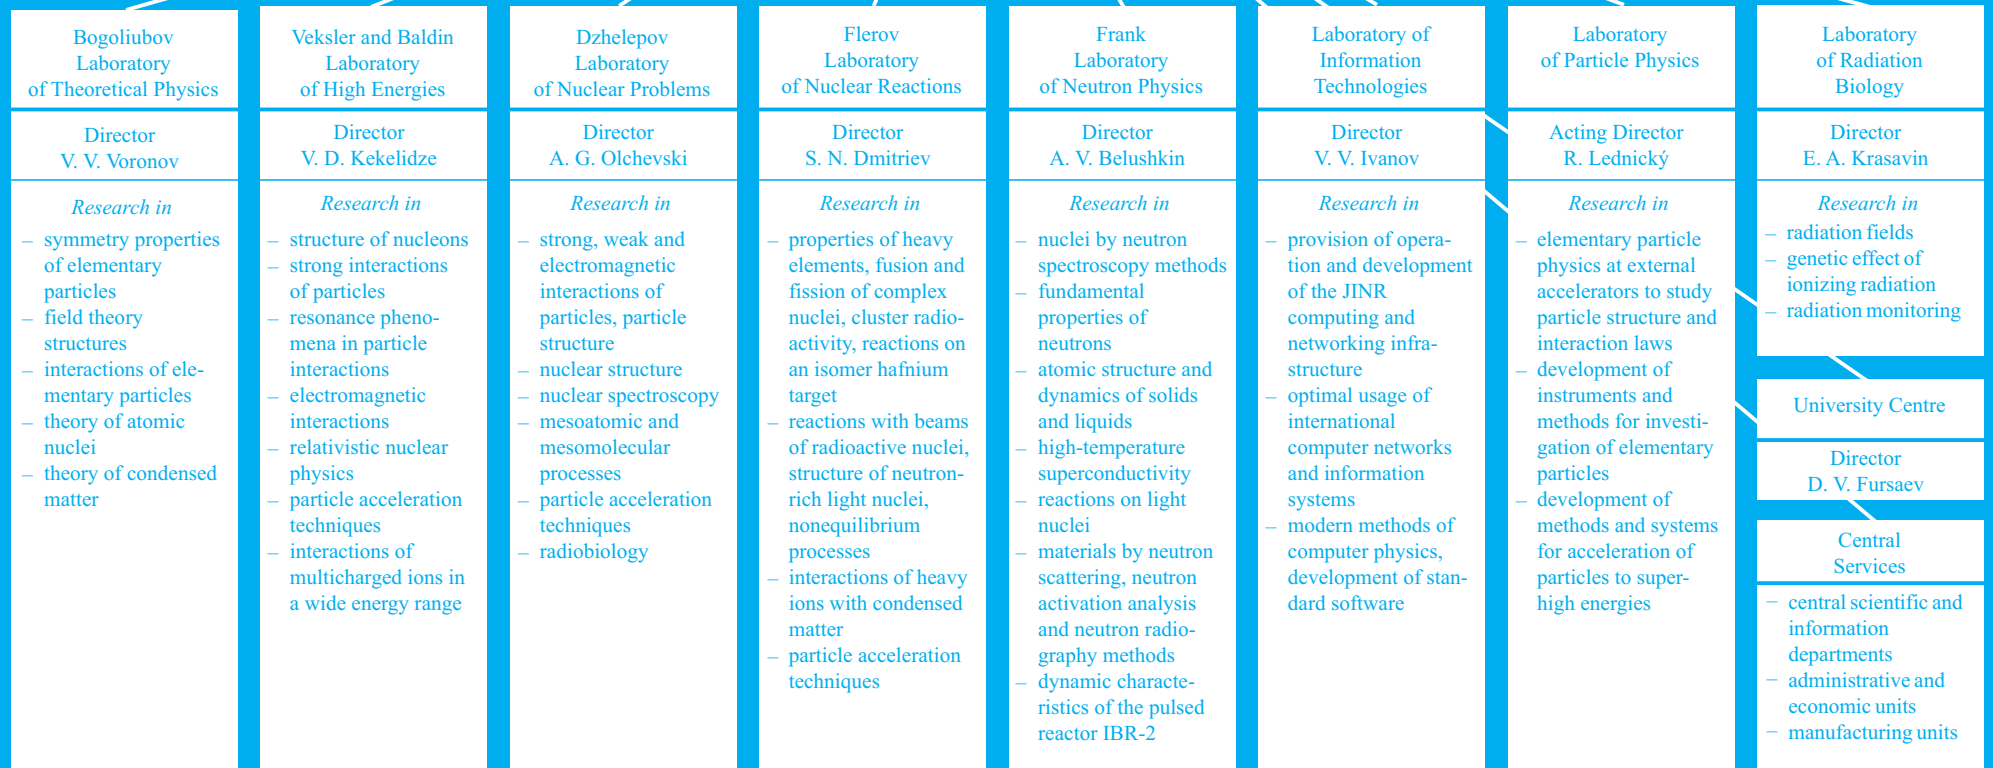 Bogoliubov
Laboratory
of Theoretical Physics
Director
V. V. Voronov
Research in
– symmetry properties
of elementary
particles
– field theory
structures
– interactions of ele-
mentary particles
– theory of atomic
nuclei
– theory of condensed
matter
Veksler and Baldin
Laboratory
of High Energies
Director
V. D. Kekelidze
Research in
– structure of nucleons
– strong interactions
of particles
– resonance pheno-
mena in particle
interactions
– electromagnetic
interactions
– relativistic nuclear
physics
– particle acceleration
techniques
– interactions of
multicharged ions in
a wide energy range
Dzhelepov
Laboratory
of Nuclear Problems
Director
A. G. Olchevski
Research in
– strong, weak and
electromagnetic
interactions of
particles, particle
structure
– nuclear structure
– nuclear spectroscopy
– mesoatomic and
mesomolecular
processes
– particle acceleration
techniques
– radiobiology
Flerov
Laboratory
of Nuclear Reactions
Director
S. N. Dmitriev
Research in
– properties of heavy
elements, fusion and
fission of complex
nuclei, cluster radio-
activity, reactions on
an isomer hafnium
target
– reactions with beams
of radioactive nuclei,
structure of neutron-
rich light nuclei,
nonequilibrium
processes
– interactions of heavy
ions with condensed
matter
– particle acceleration
techniques
Frank
Laboratory
of Neutron Physics
Director
A. V. Belushkin
Research in
– nuclei by neutron
spectroscopy methods
– fundamental
properties of
neutrons
– atomic structure and
dynamics of solids
and liquids
– high-temperature
superconductivity
– reactions on light
nuclei
– materials by neutron
scattering, neutron
activation analysis
and neutron radio-
graphy methods
– dynamic characte-
ristics of the pulsed
reactor IBR-2
Laboratory of
Information
Technologies
Director
V. V. Ivanov
Research in
– provision of opera-
tion and development
of the JINR
computing and
networking infra-
structure
– optimal usage of
international
computer networks
and information
systems
– modern methods of
computer physics,
development of stan-
dard software
Laboratory
of Particle Physics
Acting Director
R. Lednický
Research in
– elementary particle
physics at external
accelerators to study
particle structure and
interaction laws
– development of
instruments and
methods for investi-
gation of elementary
particles
– development of
methods and systems
for acceleration of
particles to super-
high energies
Laboratory
of Radiation
Biology
Director
E. A. Krasavin
Research in
– radiation fields
– genetic effect of
ionizing radiation
– radiation monitoring
University Centre
Director
D. V. Fursaev
Central
Services
– central scientific and
information
departments
– administrative and
economic units
– manufacturing units